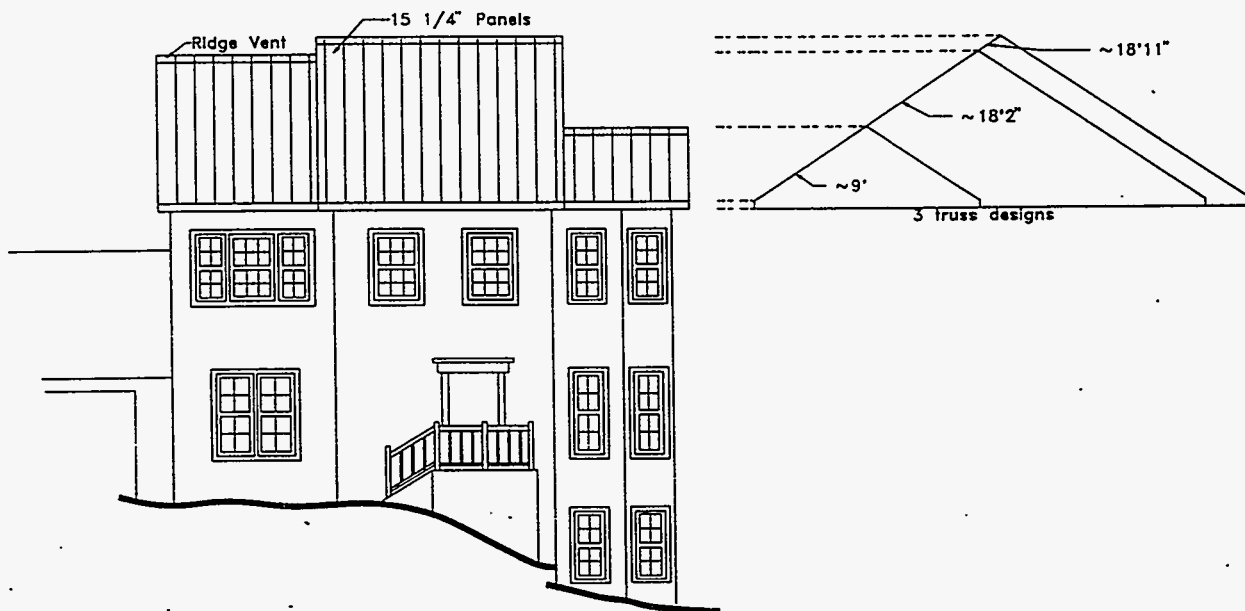 15 1/4" Panels
Ridge Vent
~18'11"
~18'2"
~9'
3 truss designs